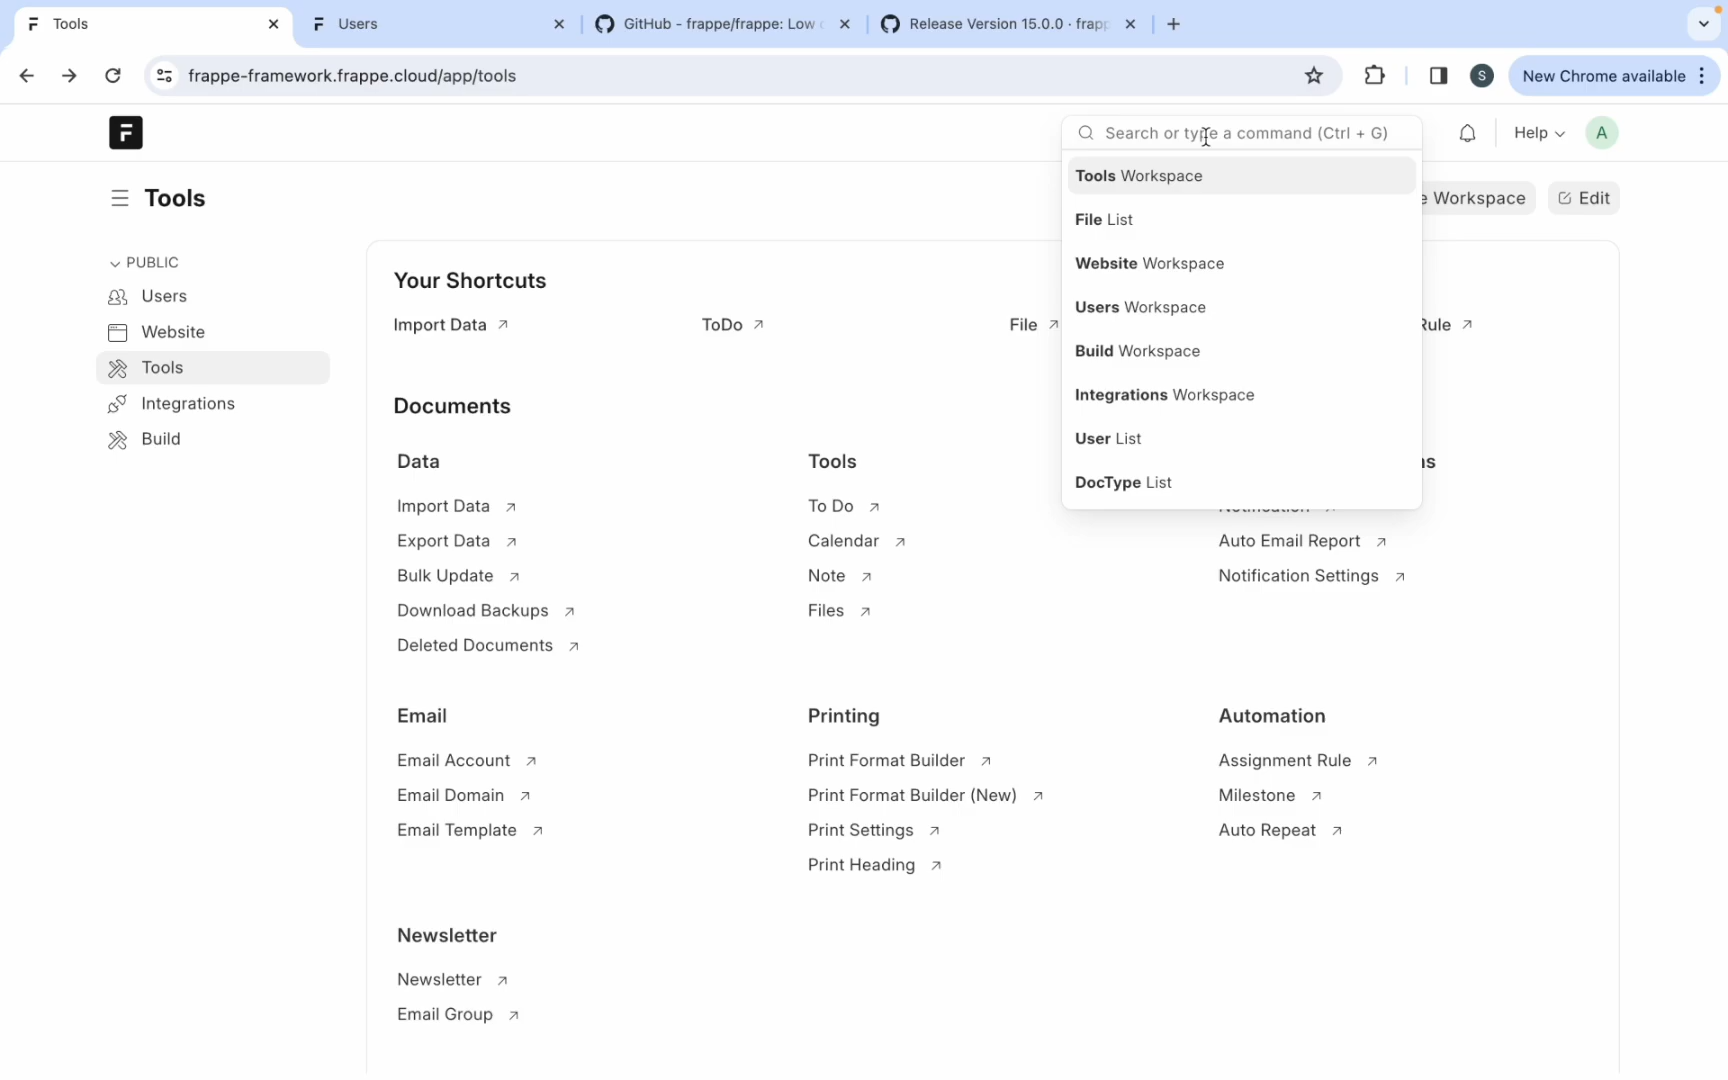 Tools
Users
GitHub - frappe/frappe: Low
Release Version 15.0.0 · frapp
frappe-framework.frappe.cloud/app/tools
S
New Chrome available
F
Search or type a command (Ctrl + G)
Help
A
Tools
Workspace
Edit
Tools Workspace
File List
Website Workspace
Users Workspace
Build Workspace
Integrations Workspace
User List
DocType List
PUBLIC
Users
Website
Tools
Integrations
Build
Your Shortcuts
Import Data
ToDo
File
Rule
Documents
Data
Import Data
Export Data
Bulk Update
Download Backups
Deleted Documents
Tools
To Do
Calendar
Note
Files
Notification
Auto Email Report
Notification Settings
Email
Email Account
Email Domain
Email Template
Printing
Print Format Builder
Print Format Builder (New)
Print Settings
Print Heading
Automation
Assignment Rule
Milestone
Auto Repeat
Newsletter
Newsletter
Email Group